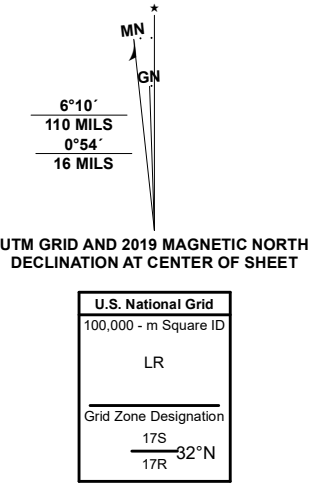 ★
MN
GN
6°10´
110 MILS
0°54´
16 MILS
UTM GRID AND 2019 MAGNETIC NORTH
DECLINATION AT CENTER OF SHEET
U.S. National Grid
100,000 - m Square ID
LR
Grid Zone Designation
17S
32°N
17R